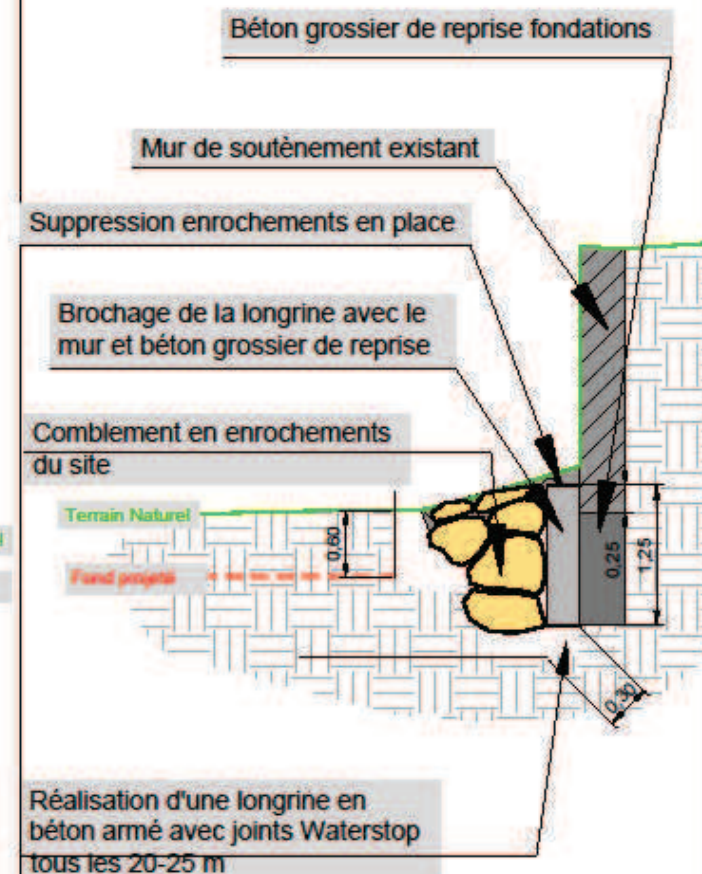 Béton grossier de reprise fondations
Mur de soutènement existant
Suppression enrochements en place
Brochage de la longrine avec le
mur et béton grossier de reprise
Comblement en enrochements
du site
Terrain Naturel
0,60
Fond projeté
0,25
1,25
0,30
Réalisation d'une longrine en
béton armé avec joints Waterstop
tous les 20-25 m